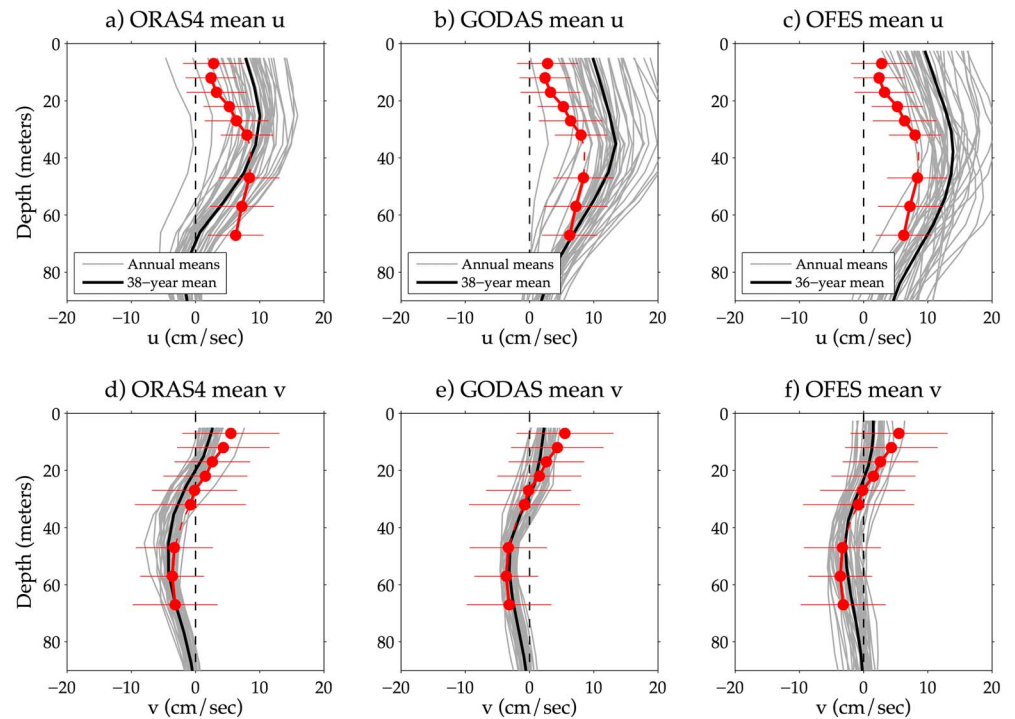 a) ORAS4 mean u
b) GODAS mean u
c) OFES mean u
0
20
40
60
80
Depth (meters)
Annual means
38−year mean
−20 −10 0 10 20
u (cm/sec)
0
20
40
60
80
Annual means
38−year mean
−20 −10 0 10 20
u (cm/sec)
0
20
40
60
80
Annual means
36−year mean
−20 −10 0 10 20
u (cm/sec)
d) ORAS4 mean v
e) GODAS mean v
f) OFES mean v
0
20
40
60
80
Depth (meters)
−20 −10 0 10 20
v (cm/sec)
0
20
40
60
80
−20 −10 0 10 20
v (cm/sec)
0
20
40
60
80
−20 −10 0 10 20
v (cm/sec)